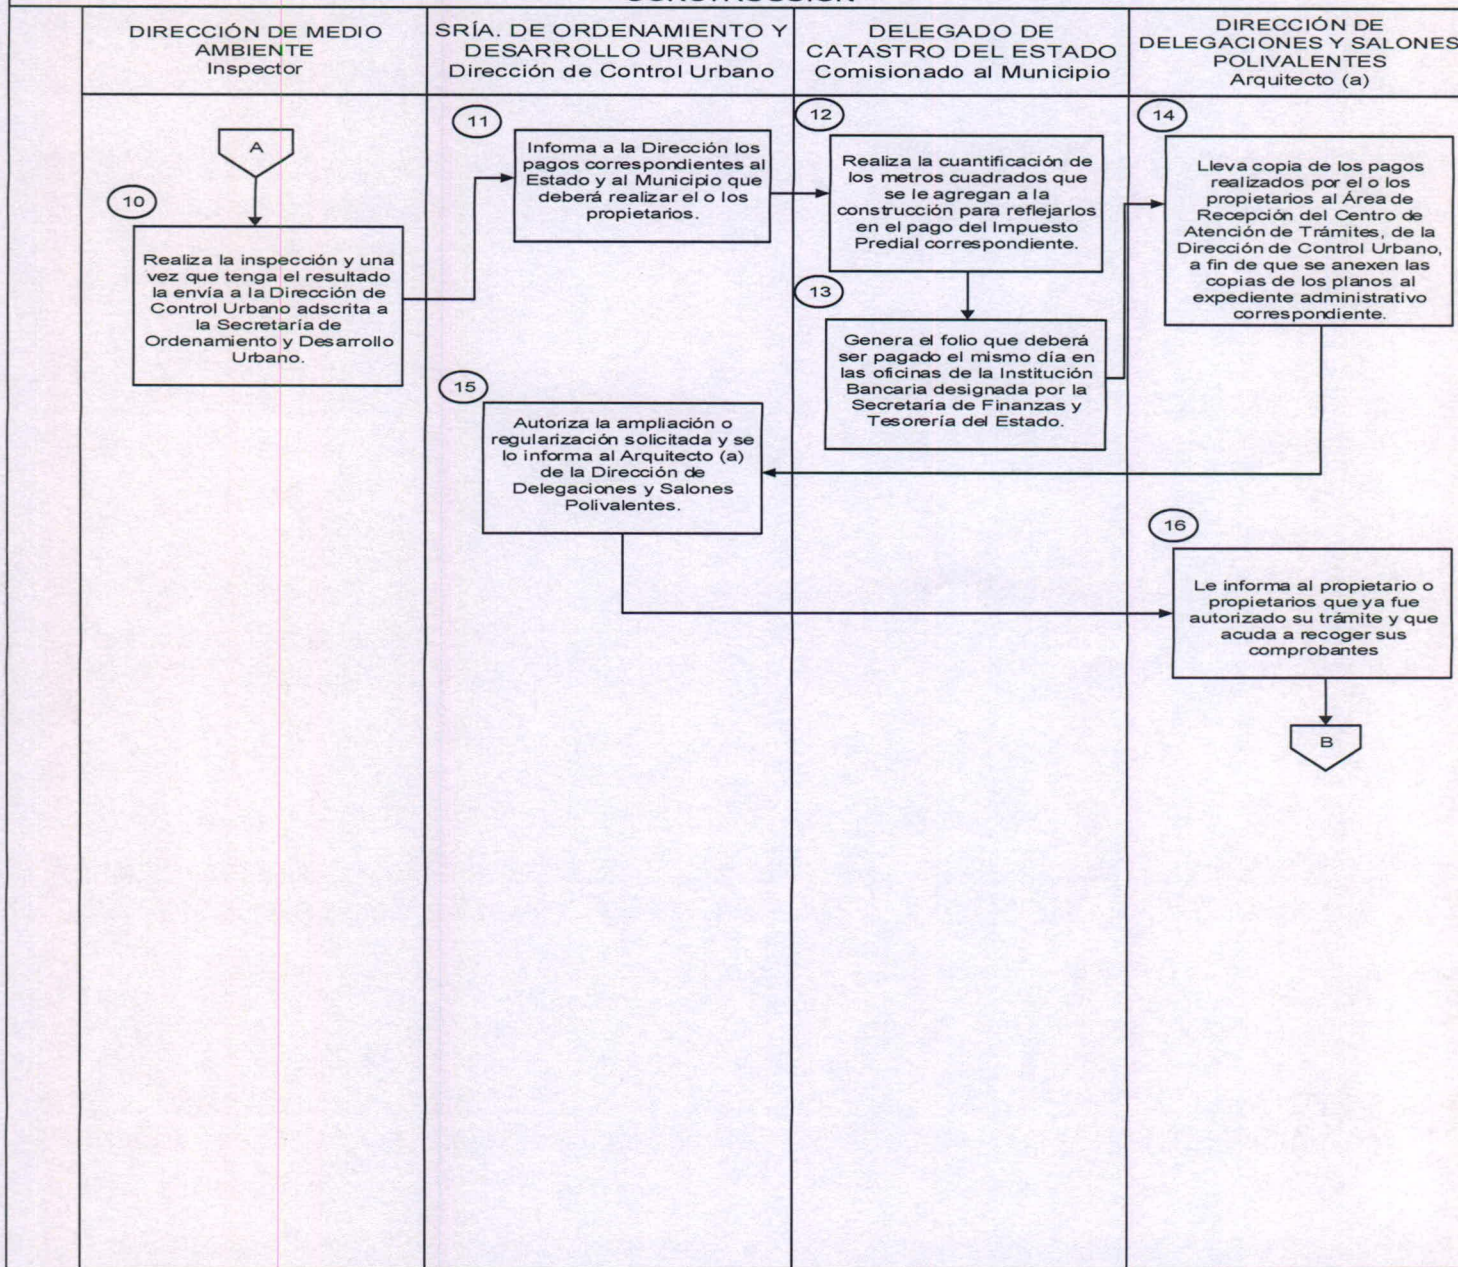 DIRECCIÓN DE MEDIO
AMBIENTE
Inspector
SRÍA. DE ORDENAMIENTO Y
DESARROLLO URBANO
Dirección de Control Urbano
DELEGADO DE
CATASTRO DEL ESTADO
Comisionado al Municipio
DIRECCIÓN DE
DELEGACIONES Y SALONES
POLIVALENTES
Arquitecto (a)
A
10
Realiza la inspección y una
vez que tenga el resultado
la envía a la Dirección de
Control Urbano adscrita a
la Secretaría de
Ordenamiento y Desarrollo
Urbano.
11
Informa a la Dirección los
pagos correspondientes al
Estado y al Municipio que
deberá realizar el o los
propietarios.
12
Realiza la cuantificación de
los metros cuadrados que
se le agregan a la
construcción para reflejarlos
en el pago del Impuesto
Predial correspondiente.
13
Genera el folio que deberá
ser pagado el mismo día en
las oficinas de la Institución
Bancaria designada por la
Secretaría de Finanzas y
Tesorería del Estado.
14
Lleva copia de los pagos
realizados por el o los
propietarios al Área de
Recepción del Centro de
Atención de Trámites, de la
Dirección de Control Urbano,
a fin de que se anexen las
copias de los planos al
expediente administrativo
correspondiente.
15
Autoriza la ampliación o
regularización solicitada y se
lo informa al Arquitecto (a)
de la Dirección de
Delegaciones y Salones
Polivalentes.
16
Le informa al propietario o
propietarios que ya fue
autorizado su trámite y que
acuda a recoger sus
comprobantes
B